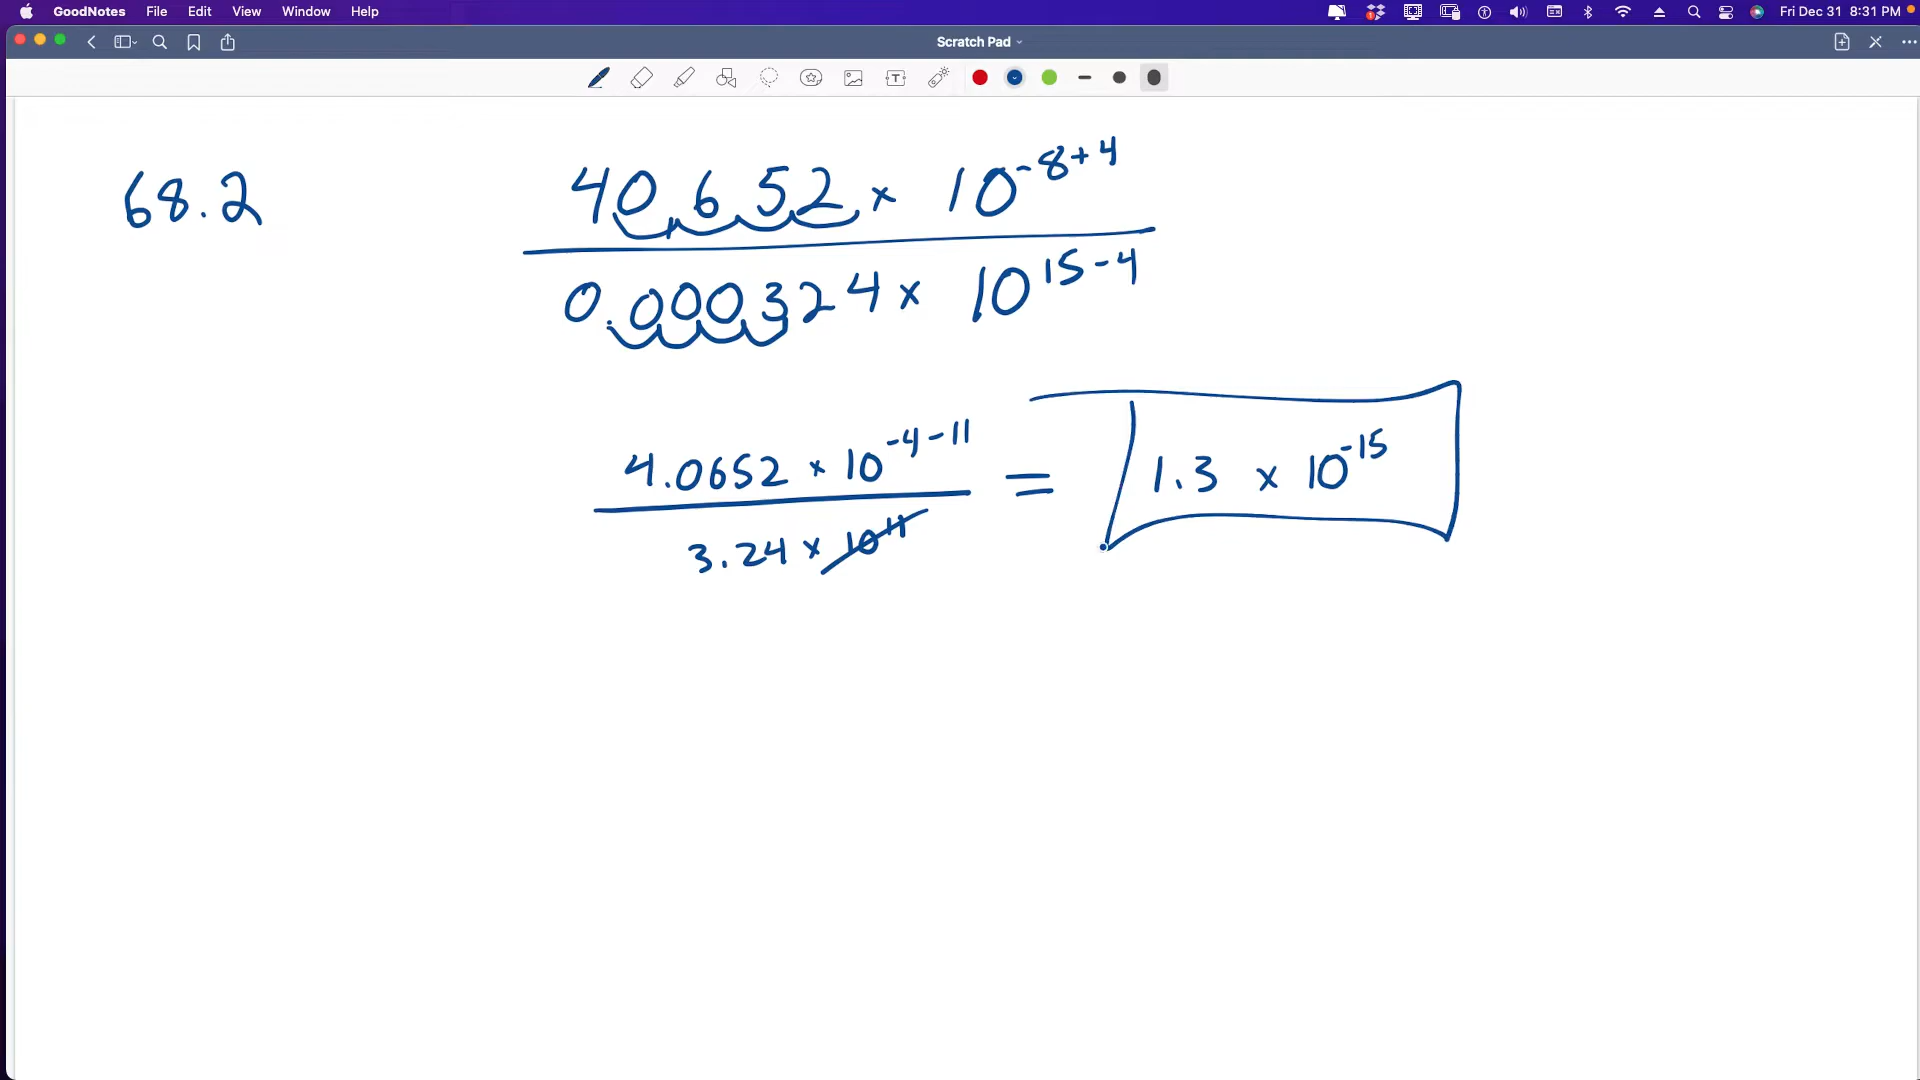 GoodNotes File Edit View Window Help Fri Dec 31 8:31 PM
Scratch Pad
68.2
40,652 × 10^-8+4
0.000324 × 10^15-4
4.0652 × 10^-4-11
3.24 × 10^11
= 1.3 × 10^-15